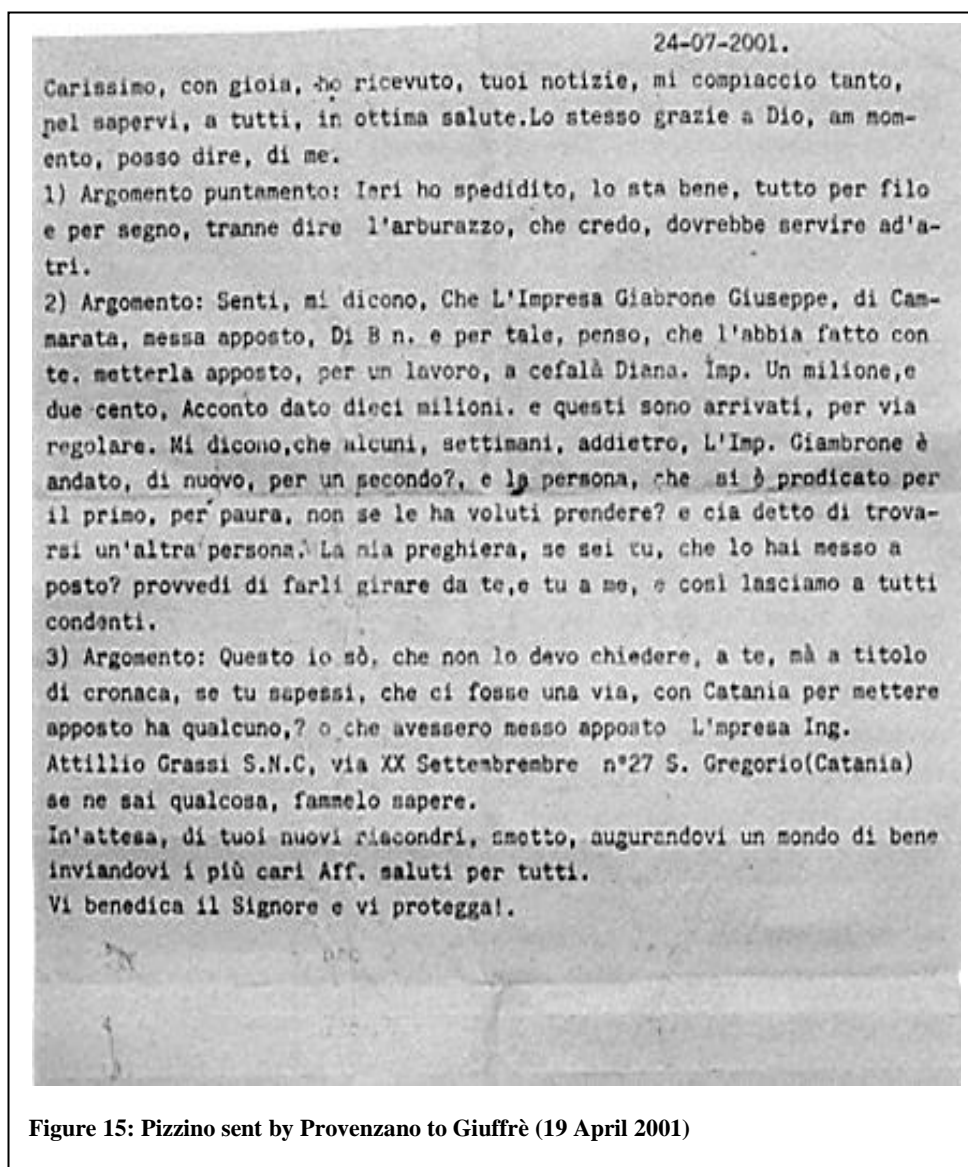 24-07-2001.
Carissimo, con gioia, ho ricevuto, tuoi notizie, mi compiaccio tanto,
nel sapervi, a tutti, in ottima salute.Lo stesso grazie a Dio, am mom-
ento, posso dire, di me.
1) Argomento puntamento: Ieri ho spedidito, lo sta bene, tutto per filo
e per segno, tranne dire l'arburazzo, che credo, dovrebbe servire ad'a-
tri.
2) Argomento: Senti, mi dicono, Che L'Impresa Giabrone Giuseppe, di Cam-
marata, messa apposto, Di B n. e per tale, penso, che l'abbia fatto con
te. metterla apposto, per un lavoro, a cefalà Diana. Imp. Un milione,e
due cento, Acconto dato dieci milioni. e questi sono arrivati, per via
regolare. Mi dicono,che alcuni, settimani, addietro, L'Imp. Giambrone è
andato, di nuovo, per un secondo?, e la persona, che si è prodicato per
il primo, per paura, non se le ha voluti prendere? e cia detto di trova-
rsi un'altra persona. La mia preghiera, se sei tu, che lo hai messo a
posto? provvedi di farli girare da te,e tu a me, e così lasciamo a tutti
condenti.
3) Argomento: Questo io sò, che non lo devo chiedere, a te, mà a titolo
di cronaca, se tu sapessi, che ci fosse una via, con Catania per mettere
apposto ha qualcuno,? o che avessero messo apposto L'mpresa Ing.
Attillio Grassi S.N.C, via XX Settembrembre n°27 S. Gregorio(Catania)
se ne sai qualcosa, fammelo sapere.
In'attesa, di tuoi nuovi riscondri, smetto, augurandovi un mondo di bene
inviandovi i più cari Aff. saluti per tutti.
Vi benedica il Signore e vi protegga!.
Figure 15: Pizzino sent by Provenzano to Giuffrè (19 April 2001)